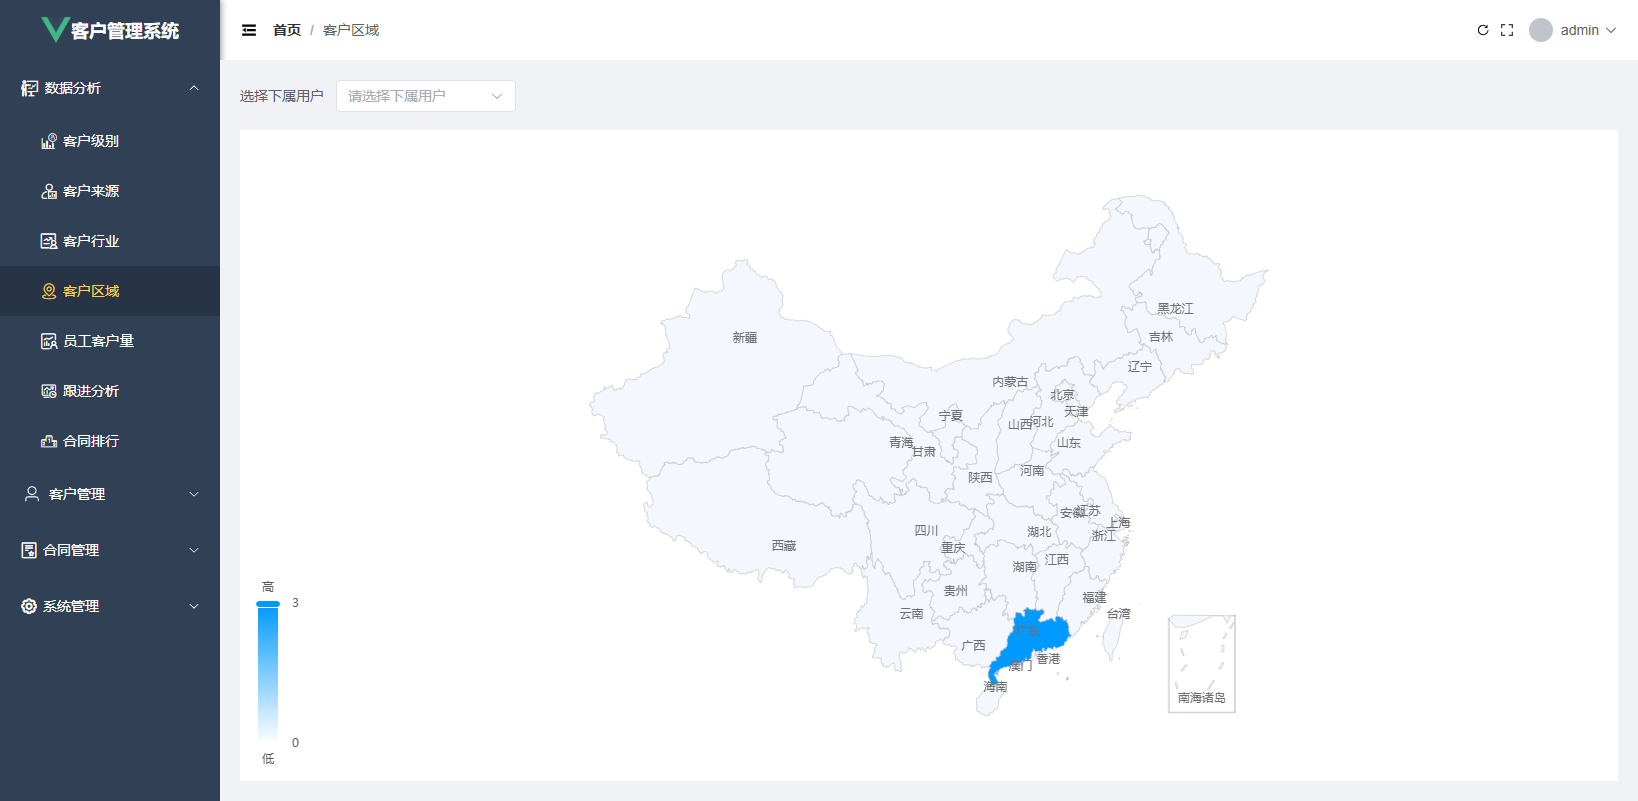 客户管理系统
首页 / 客户区域
admin
数据分析
客户级别
客户来源
客户行业
客户区域
员工客户量
跟进分析
合同排行
客户管理
合同管理
系统管理
选择下属用户
请选择下属用户
黑龙江
新疆
吉林
辽宁
内蒙古
北京
天津
宁夏
山西
河北
青海
甘肃
山东
河南
陕西
安徽
江苏
上海
四川
湖北
浙江
重庆
西藏
湖南
江西
贵州
福建
云南
台湾
广东
广西
香港
澳门
海南
南海诸岛
高
3
0
低